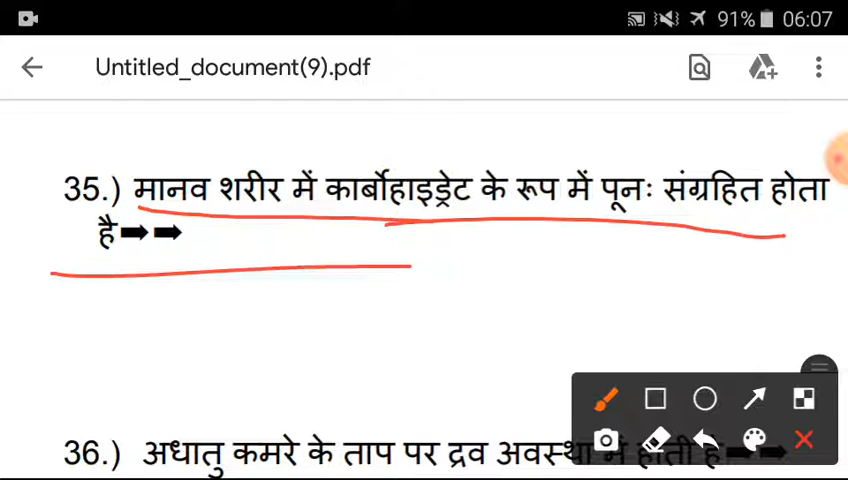 91% 06:07
Untitled_document(9).pdf
35.) मानव शरीर में कार्बोहाइड्रेट के रूप में पूनः संग्रहित होता
है➡➡
36.) अधातु कमरे के ताप पर द्रव अवस्था में होती है➡➡